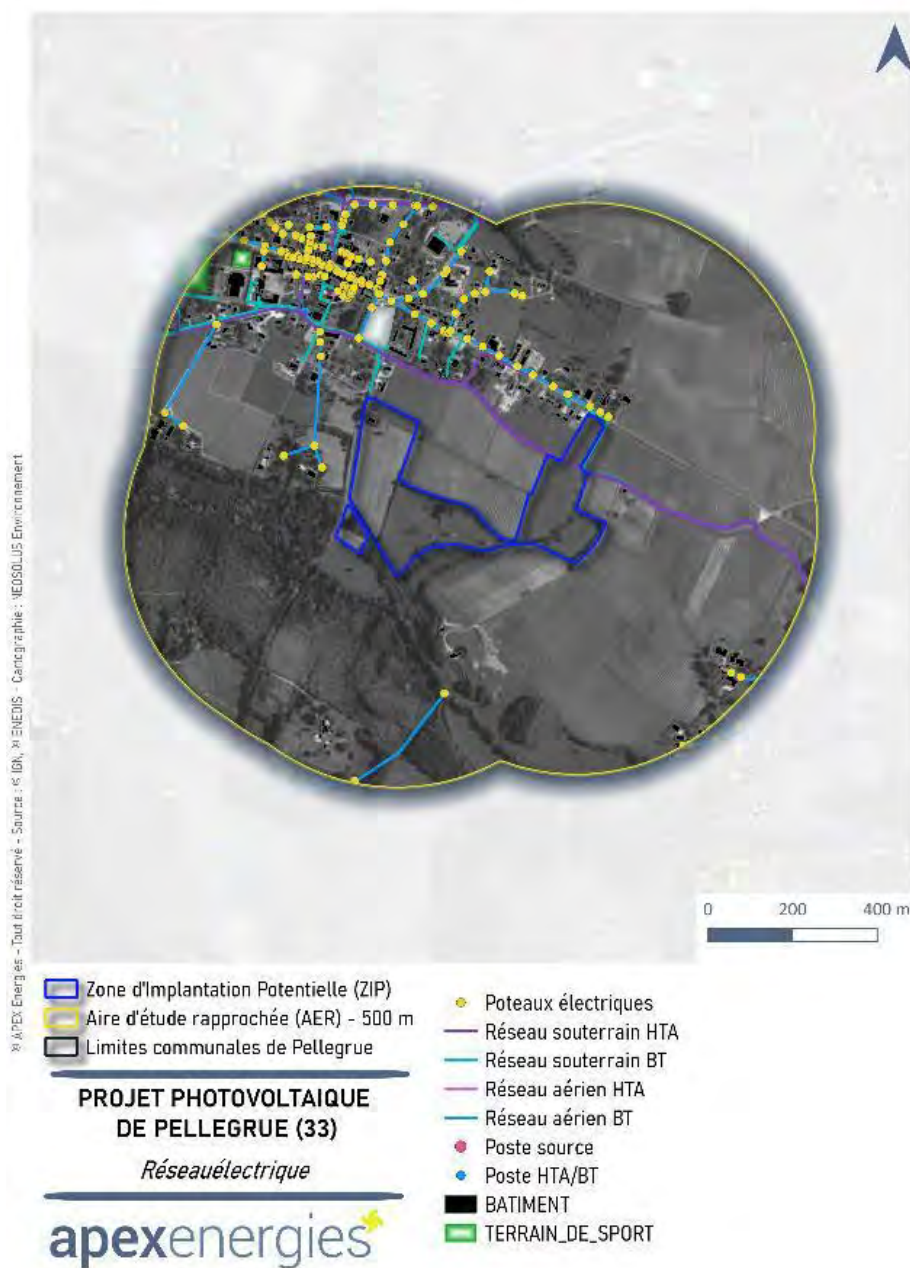 0 200 400 m
© APEX Energies - Tout droit réservé - Source : © IGN, © ENEDIS - Cartographie : NEOSOLUS Environnement
Zone d'Implantation Potentielle (ZIP)
Aire d'étude rapprochée (AER) - 500 m
Limites communales de Pellegrue
PROJET PHOTOVOLTAIQUE
DE PELLEGRUE (33)
Réseauélectrique
apexenergies
Poteaux électriques
Réseau souterrain HTA
Réseau souterrain BT
Réseau aérien HTA
Réseau aérien BT
Poste source
Poste HTA/BT
BATIMENT
TERRAIN_DE_SPORT